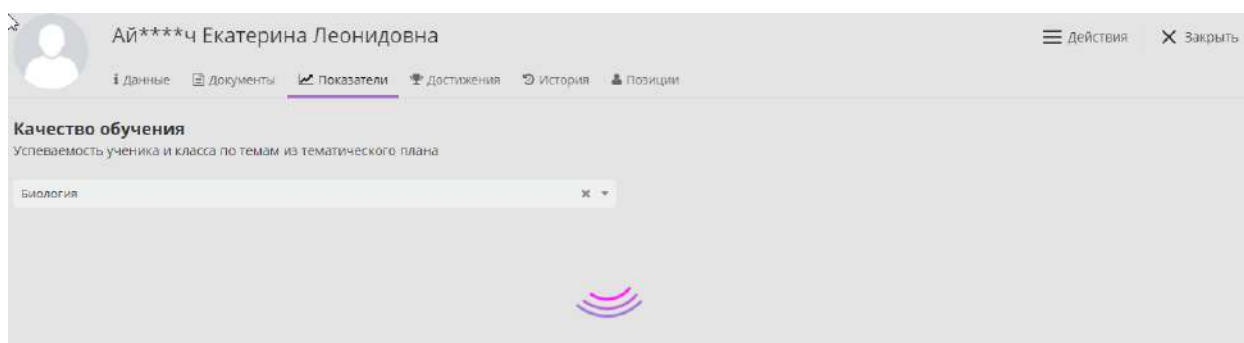 Ай****ч Екатерина Леонидовна
Действия
Закрыть
Данные Документы Показатели Достижения История Позиции
Качество обучения
Успеваемость ученика и класса по темам из тематического плана
Биология